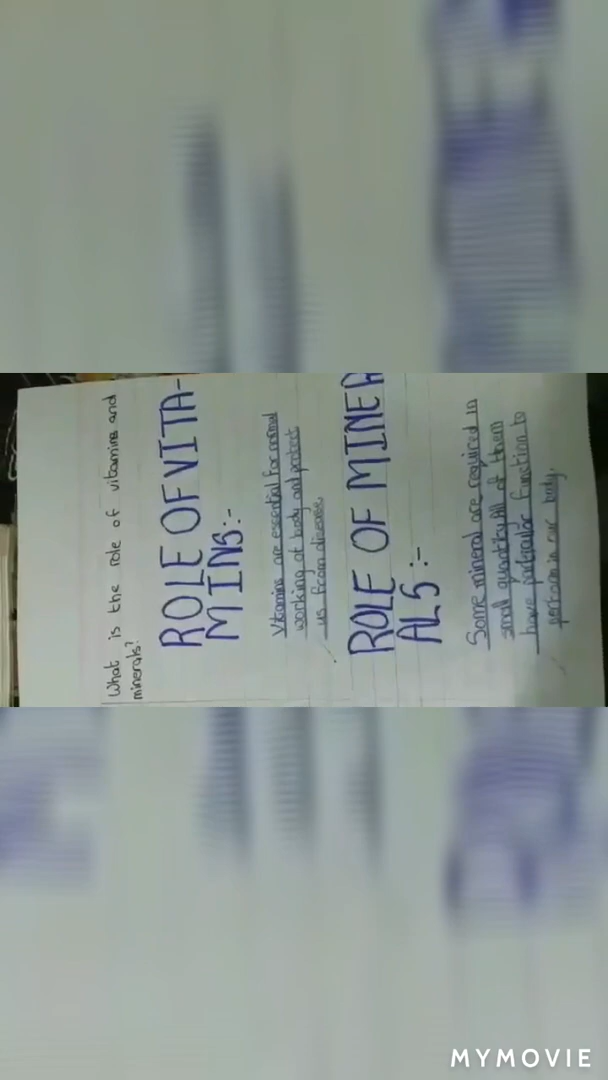 What is the role of vitamins and
minerals?
ROLE OF VITA-
MINS:-
Vitamins are essential for normal
working of body and protect
us from disease.
ROLE OF MINER
ALS:-
Some mineral are required in
small quantity All of them
have particular function to
perform in our body.
MYMOVIE